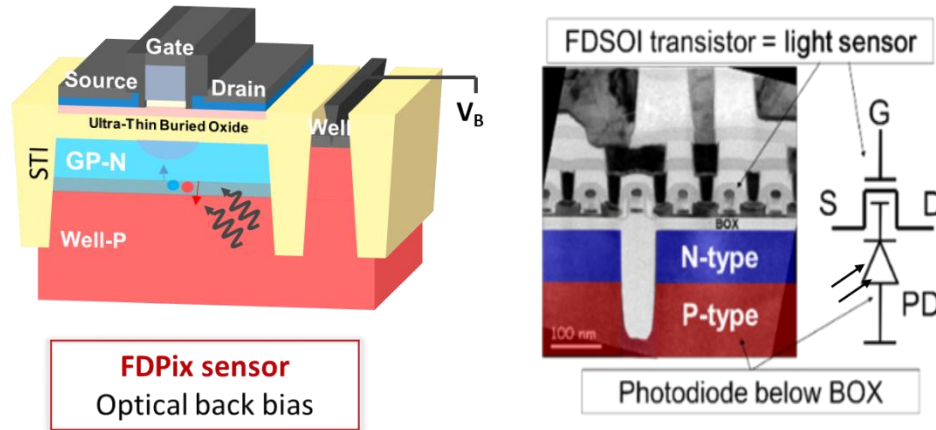 Gate
Source
Drain
V_B
Ultra-Thin Buried Oxide
Well
STI
GP-N
Well-P
FDPix sensor
Optical back bias
FDSOI transistor = light sensor
G
S
D
BOX
N-type
P-type
PD
100 nm
Photodiode below BOX